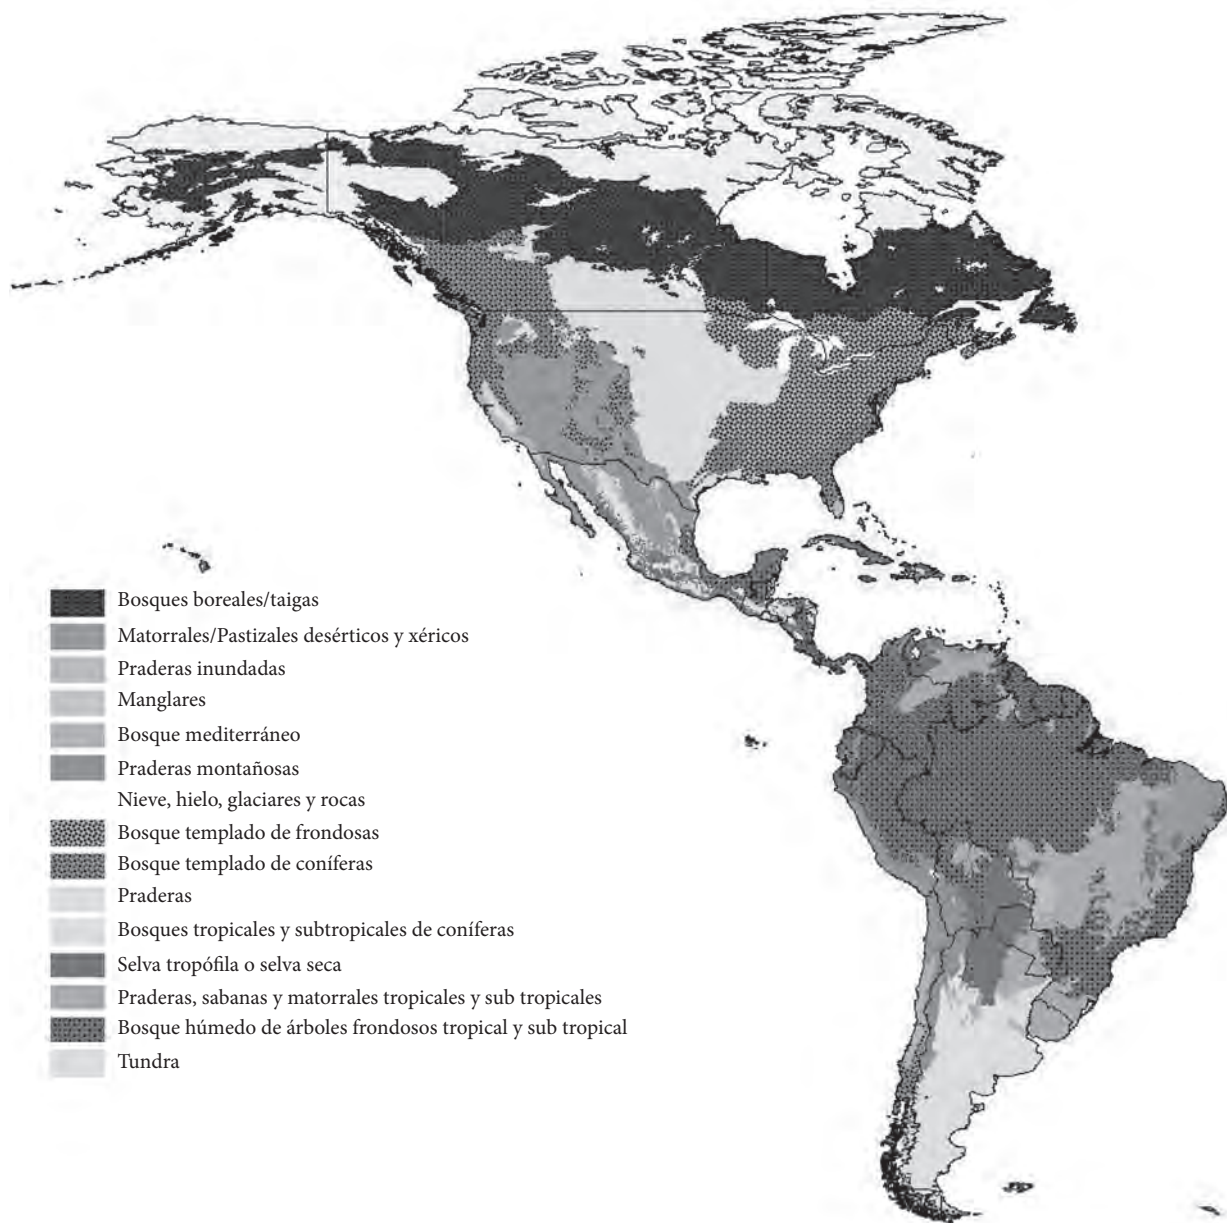 Bosques boreales/taigas
Matorrales/Pastizales desérticos y xéricos
Praderas inundadas
Manglares
Bosque mediterráneo
Praderas montañosas
Nieve, hielo, glaciares y rocas
Bosque templado de frondosas
Bosque templado de coníferas
Praderas
Bosques tropicales y subtropicales de coníferas
Selva tropófila o selva seca
Praderas, sabanas y matorrales tropicales y sub tropicales
Bosque húmedo de árboles frondosos tropical y sub tropical
Tundra